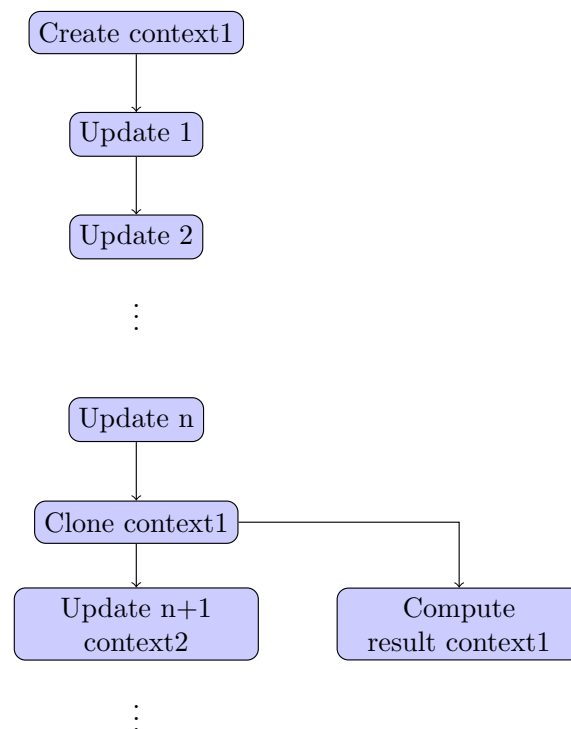 Create context1
Update 1
Update 2
⋮
Update n
Clone context1
Update n+1
context2
Compute
result context1
⋮